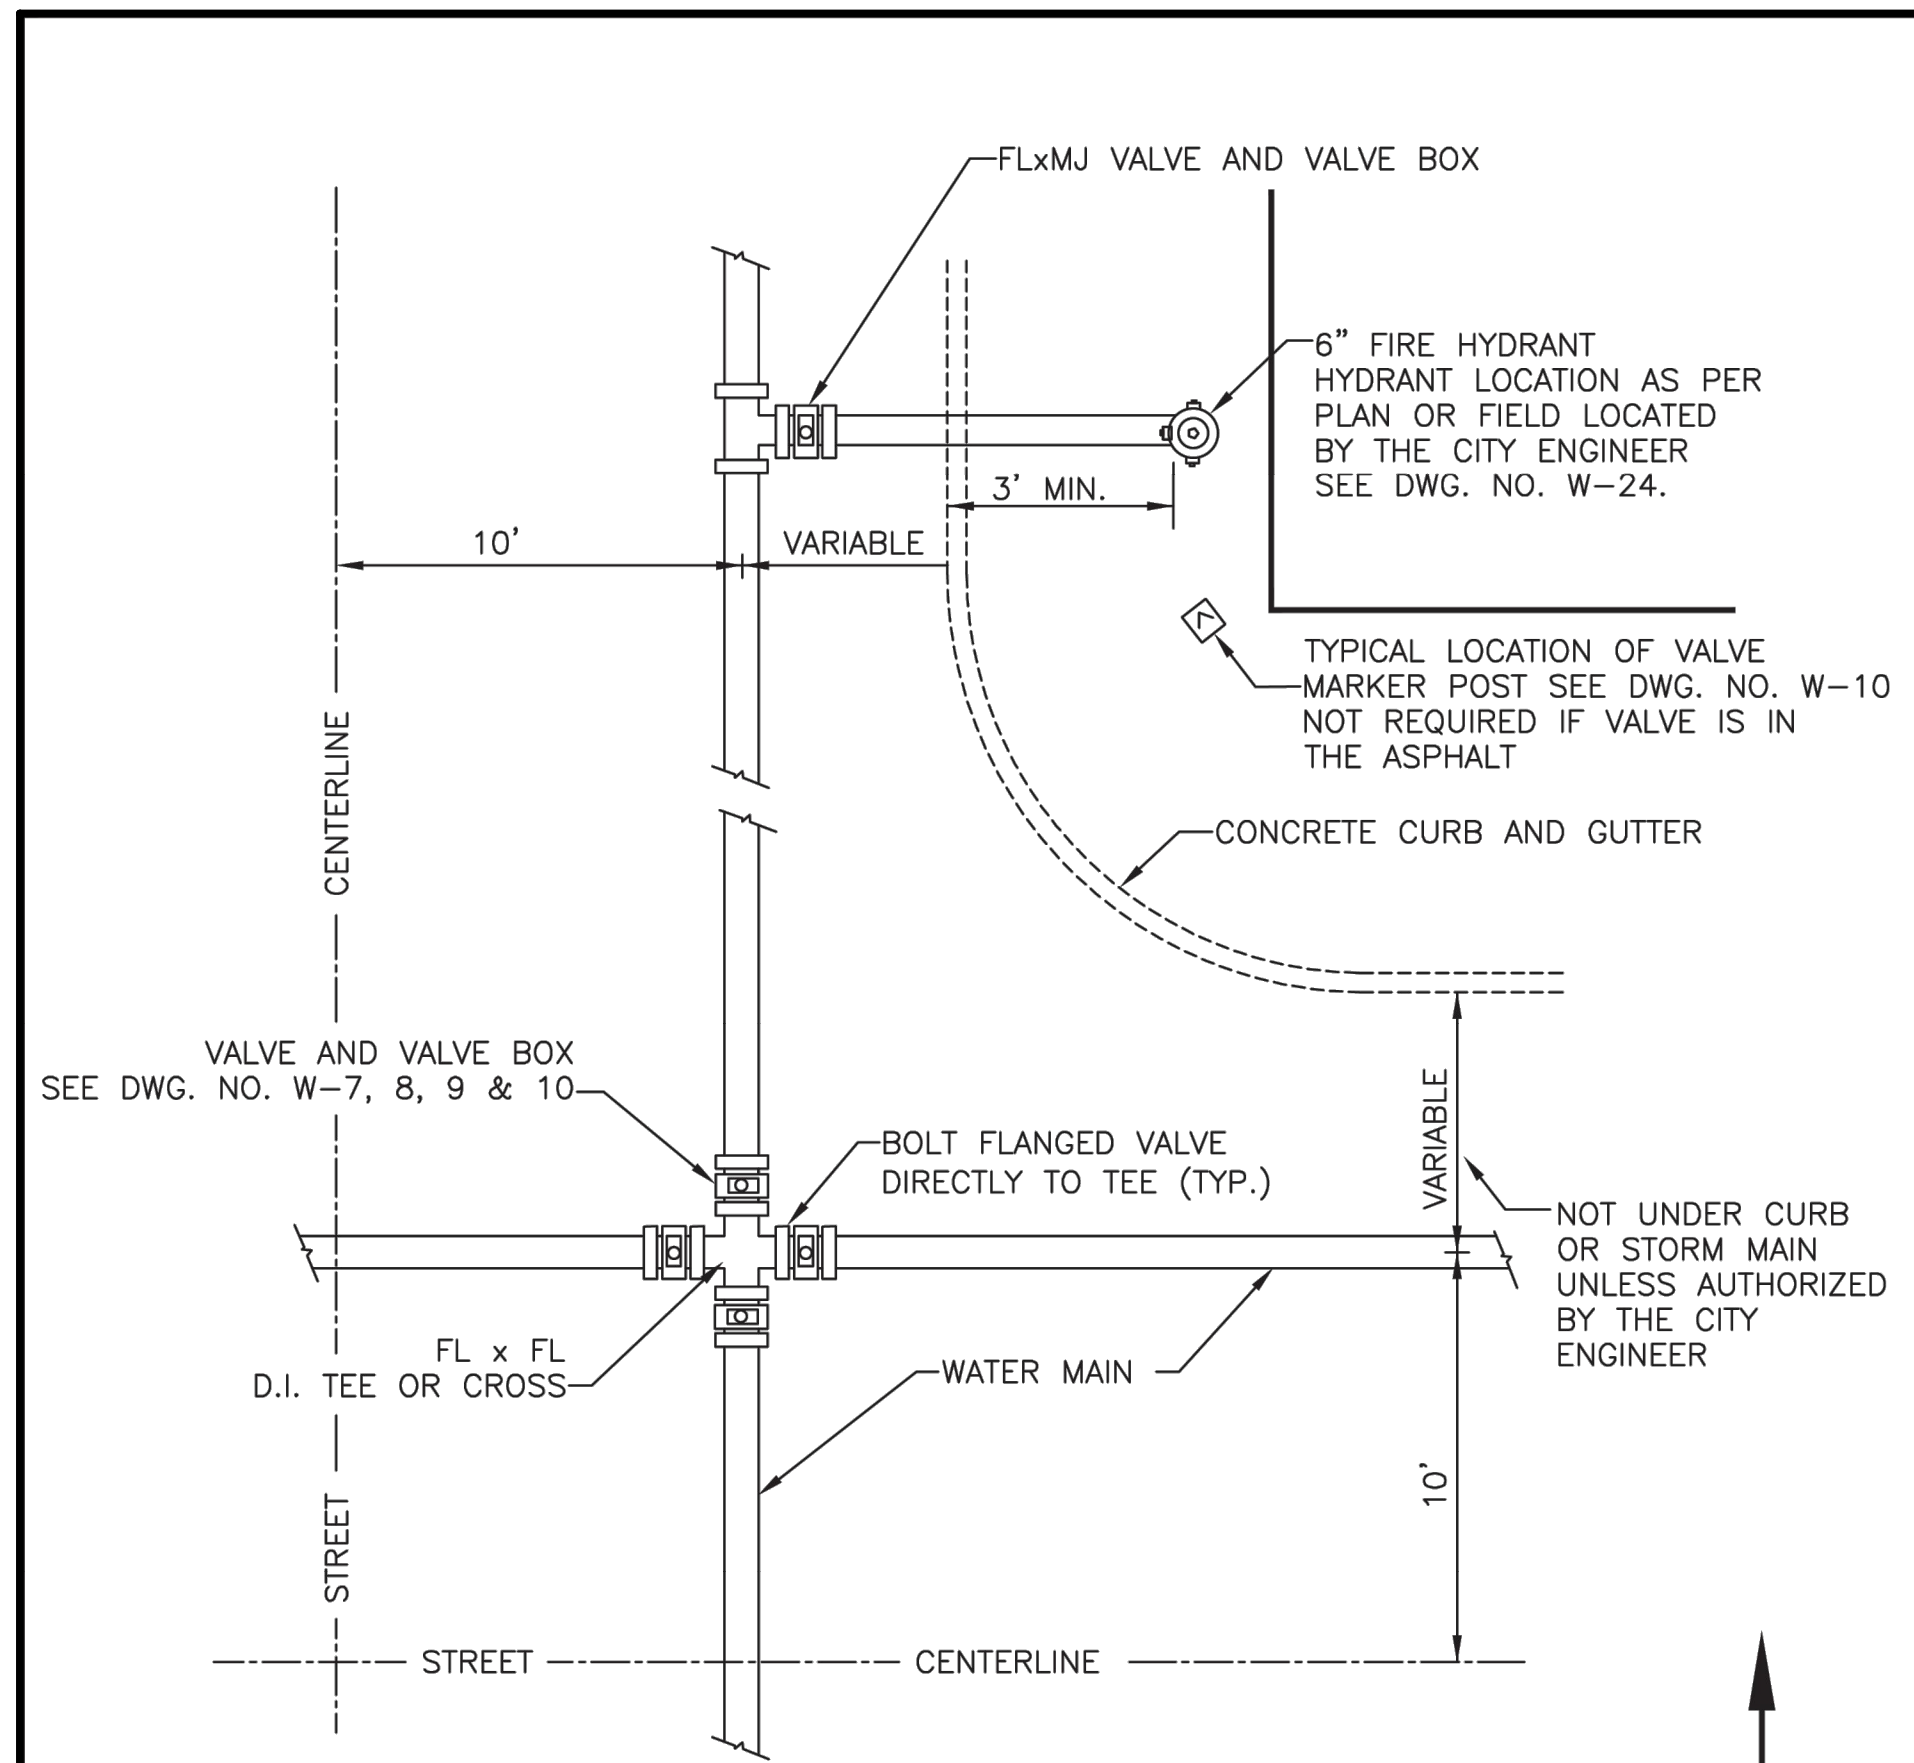 FLxMJ VALVE AND VALVE BOX
6” FIRE HYDRANT
HYDRANT LOCATION AS PER
PLAN OR FIELD LOCATED
BY THE CITY ENGINEER
SEE DWG. NO. W-24.
3' MIN.
10'
VARIABLE
TYPICAL LOCATION OF VALVE
MARKER POST SEE DWG. NO. W-10
NOT REQUIRED IF VALVE IS IN
THE ASPHALT
CENTERLINE
CONCRETE CURB AND GUTTER
VALVE AND VALVE BOX
SEE DWG. NO. W-7, 8, 9 & 10
BOLT FLANGED VALVE
DIRECTLY TO TEE (TYP.)
VARIABLE
NOT UNDER CURB
OR STORM MAIN
UNLESS AUTHORIZED
BY THE CITY
ENGINEER
FL x FL
D.I. TEE OR CROSS
WATER MAIN
10'
STREET
STREET
CENTERLINE